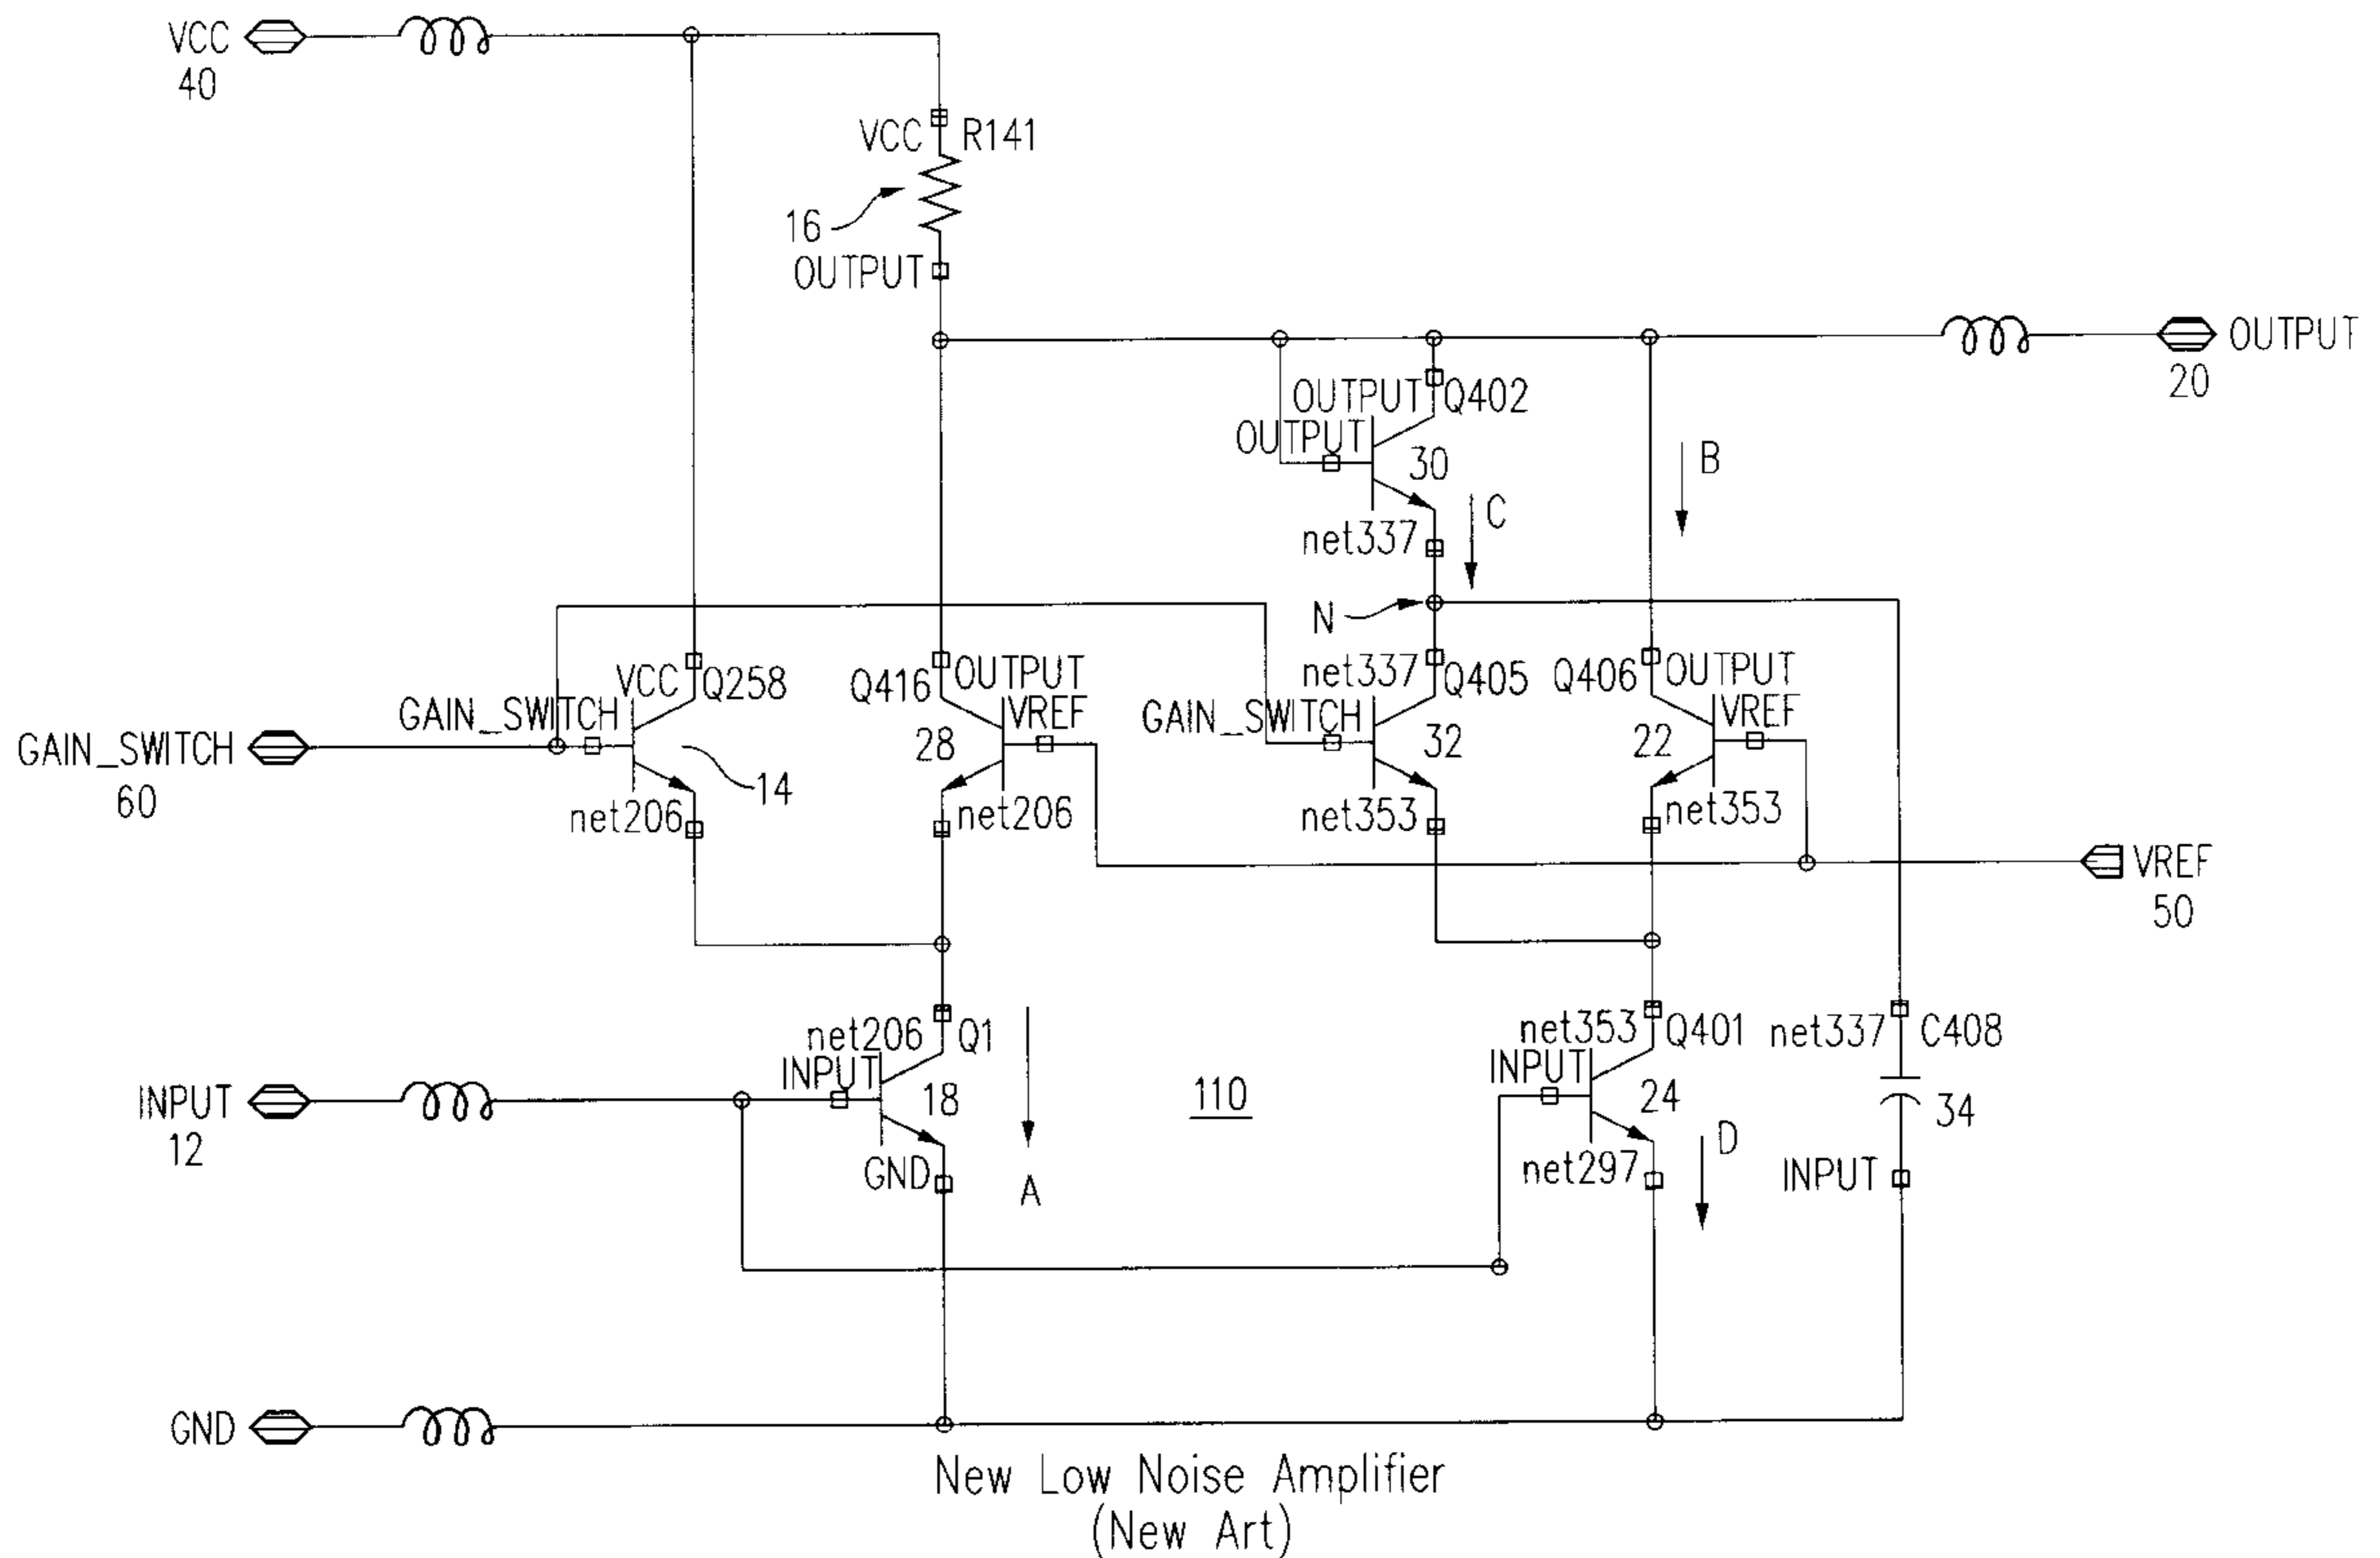 VCC
40
VCC R141
16
OUTPUT
OUTPUT
20
OUTPUT Q402
OUTPUT
30
B
C
net337
N
net337 Q405
Q406 OUTPUT
VREF
VCC Q258
Q416 OUTPUT
VREF
GAIN_SWITCH
GAIN_SWITCH
GAIN_SWITCH
60
14
28
32
22
net206
net206
net353
net353
VREF
50
net206 Q1
INPUT
18
A
110
net353 Q401
INPUT
24
net337 C408
34
INPUT
12
GND
net297
D
INPUT
GND
New Low Noise Amplifier
(New Art)